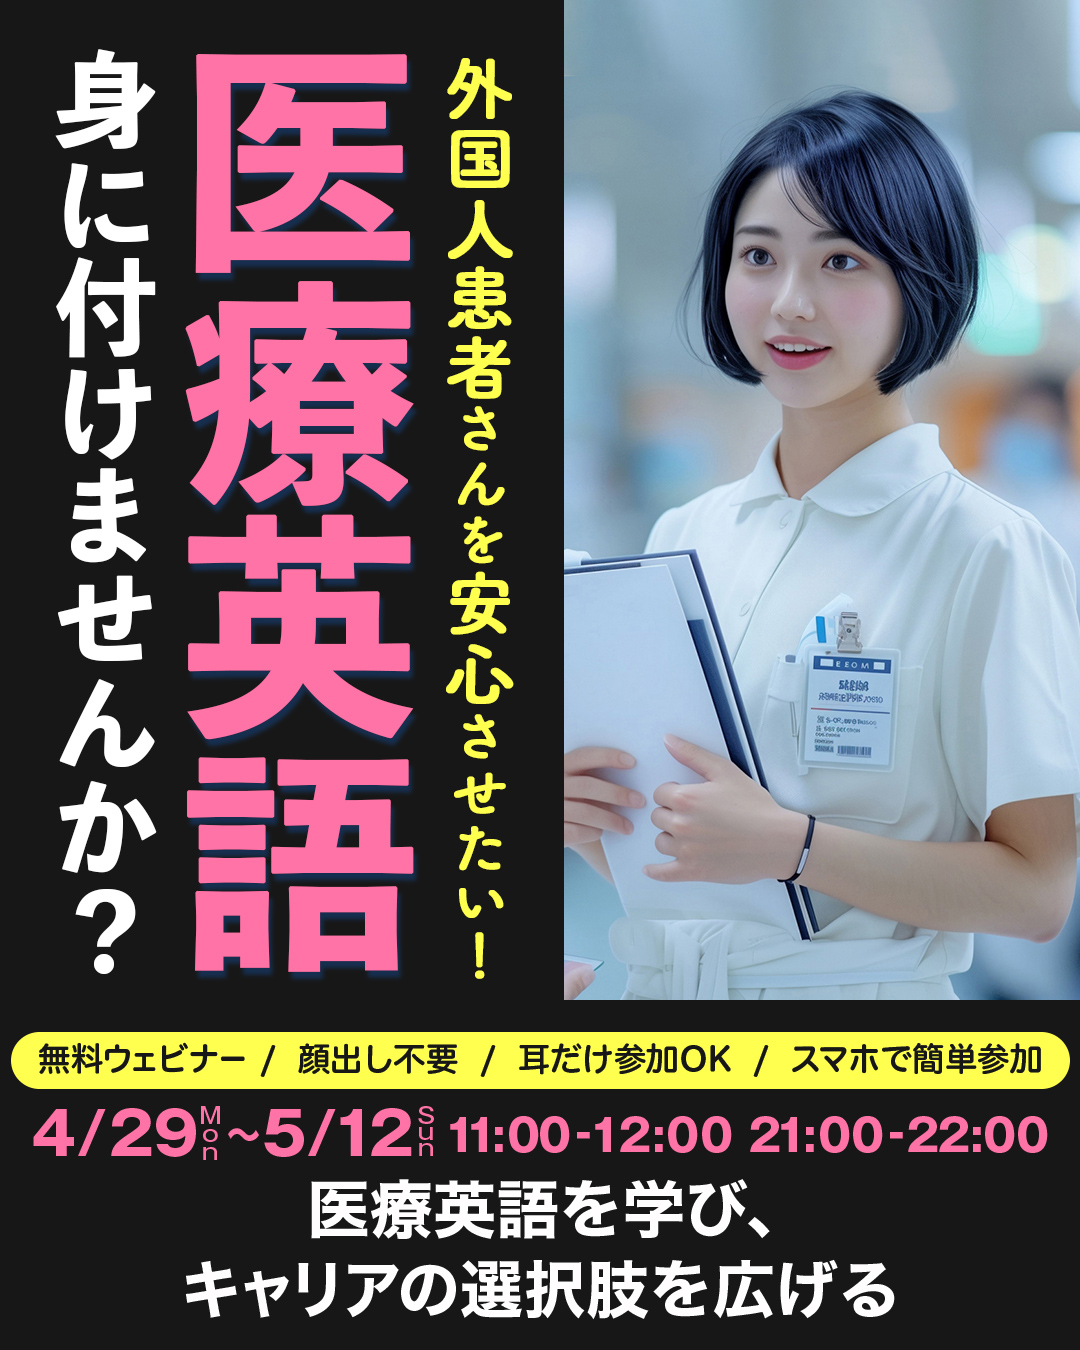 外国人患者さんを安心させたい！
医療英語
身に付けませんか？
無料ウェビナー / 顔出し不要 / 耳だけ参加OK / スマホで簡単参加
4/29Mon～5/12Sun 11:00-12:00 21:00-22:00
医療英語を学び、
キャリアの選択肢を広げる